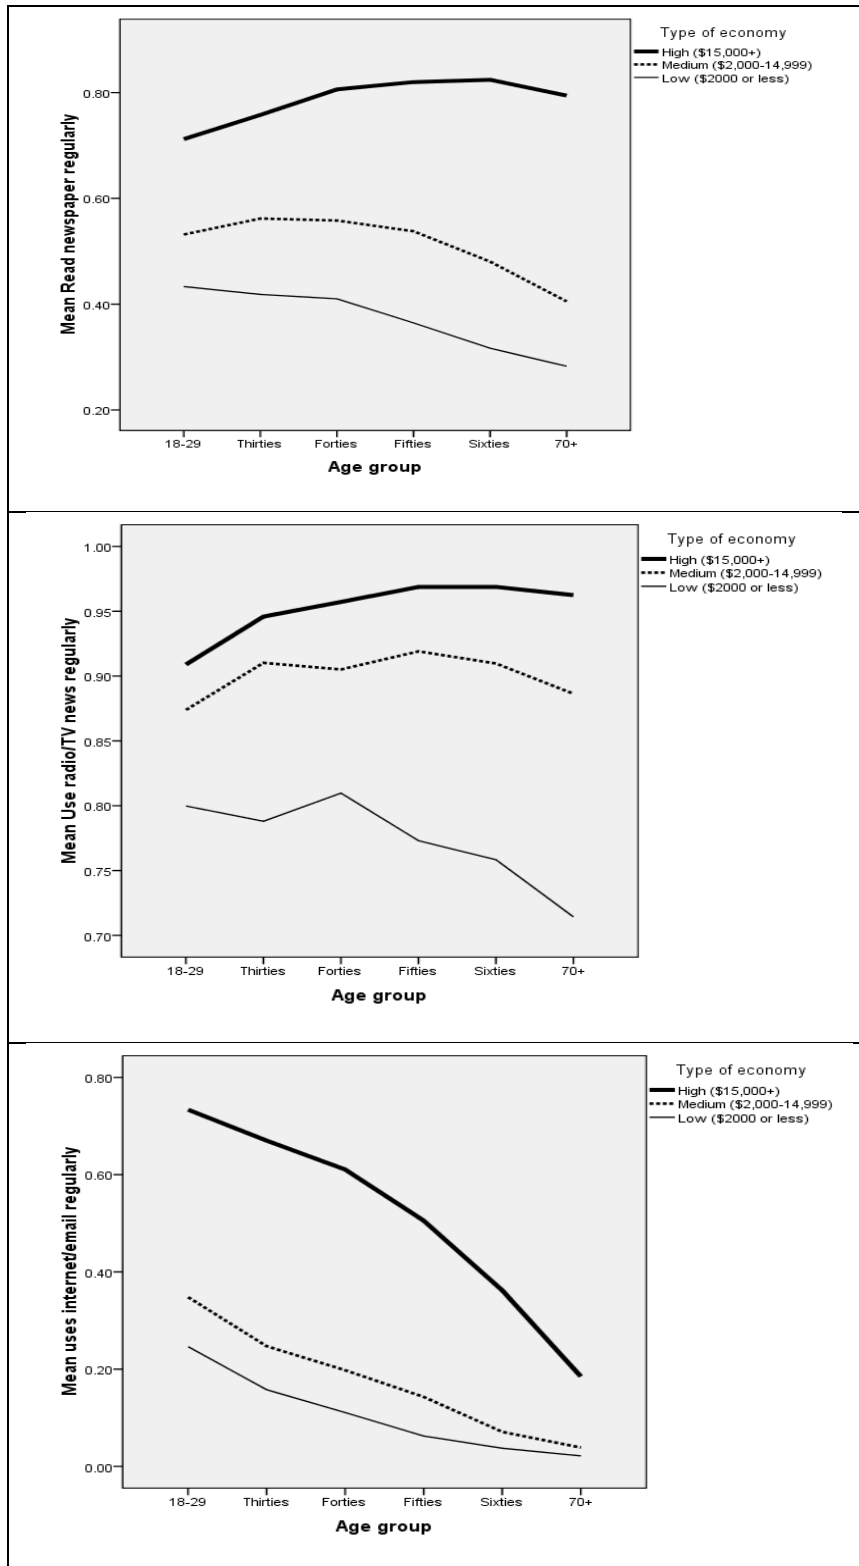 Type of economy
High ($15,000+)
Medium ($2,000-14,999)
Low ($2000 or less)
Mean Read newspaper regularly
0.80
0.60
0.40
0.20
18-29 Thirties Forties Fifties Sixties 70+
Age group
Type of economy
High ($15,000+)
Medium ($2,000-14,999)
Low ($2000 or less)
Mean Use radio/TV news regularly
1.00
0.95
0.90
0.85
0.80
0.75
0.70
18-29 Thirties Forties Fifties Sixties 70+
Age group
Type of economy
High ($15,000+)
Medium ($2,000-14,999)
Low ($2000 or less)
Mean uses internet/email regularly
0.80
0.60
0.40
0.20
0.00
18-29 Thirties Forties Fifties Sixties 70+
Age group